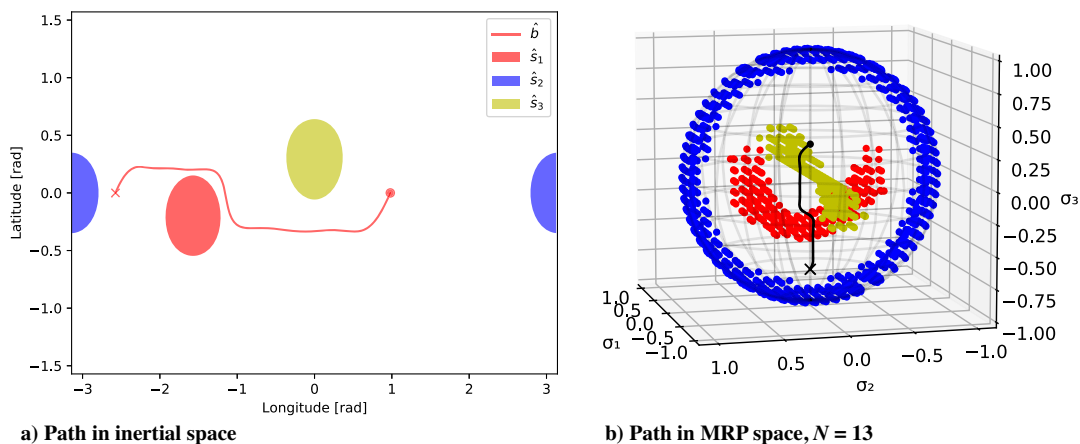 1.5
1.0
0.5
0.0
−0.5
−1.0
−1.5
Latitude [rad]
−3 −2 −1 0 1 2 3
Longitude [rad]
b̂
ŝ₁
ŝ₂
ŝ₃
a) Path in inertial space
1.00
0.75
0.50
0.25
0.00
−0.25
−0.50
−0.75
−1.00
σ₃
1.0
0.5
0.0
−0.5
−1.0
σ₁
1.0 0.5 0.0 −0.5 −1.0
σ₂
b) Path in MRP space, N = 13